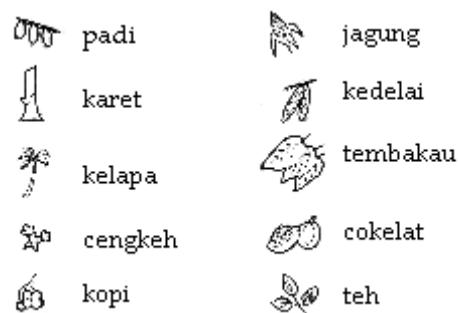 padi
karet
kelapa
cengkeh
kopi
jagung
kedelai
tembakau
cokelat
teh